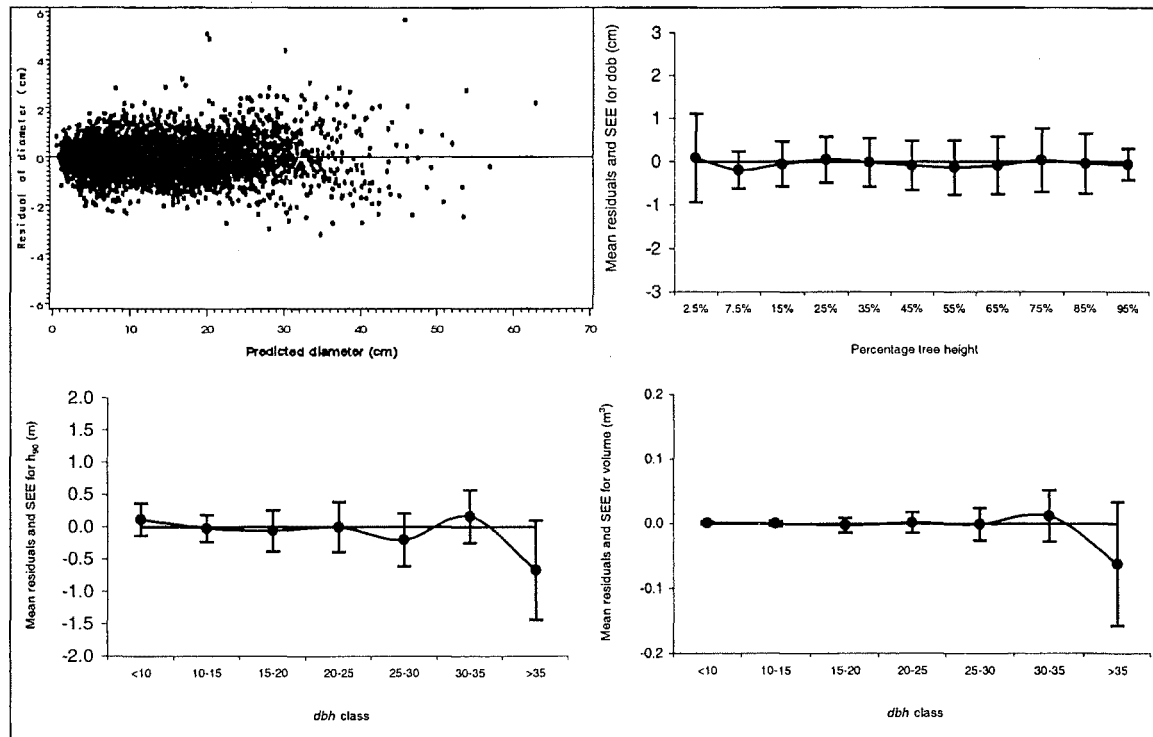 6
4
2
0
-2
-4
-6
Residual of diameter (cm)
0 10 20 30 40 50 60 70
Predicted diameter (cm)
3
2
1
0
-1
-2
-3
Mean residuals and SEE for dob (cm)
2.5% 7.5% 15% 25% 35% 45% 55% 65% 75% 85% 95%
Percentage tree height
2.0
1.5
1.0
0.5
0.0
-0.5
-1.0
-1.5
-2.0
Mean residuals and SEE for h90 (m)
<10 10-15 15-20 20-25 25-30 30-35 >35
dbh class
0.2
0.1
0.0
-0.1
-0.2
Mean residuals and SEE for volume (m³)
<10 10-15 15-20 20-25 25-30 30-35 >35
dbh class